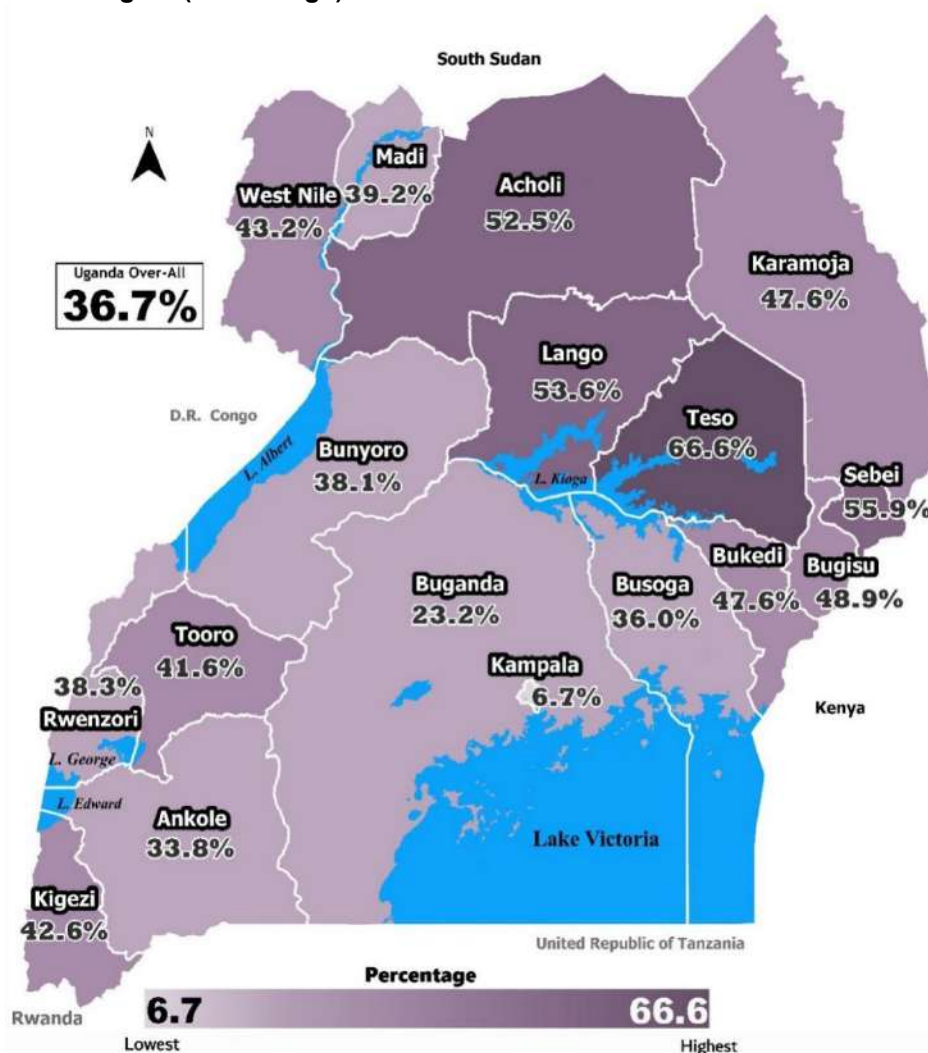 South Sudan
N
Madi
39.2%
West Nile
43.2%
Acholi
52.5%
Karamoja
47.6%
Uganda Over-All
36.7%
Lango
53.6%
D.R. Congo
L. Albert
Bunyoro
38.1%
Teso
66.6%
L. Kioga
Sebei
55.9%
Bukedi
47.6%
Bugisu
48.9%
Buganda
23.2%
Busoga
36.0%
Tooro
41.6%
Kampala
6.7%
38.3%
Rwenzori
Kenya
L. George
L. Edward
Ankole
33.8%
Lake Victoria
Kigezi
42.6%
United Republic of Tanzania
Percentage
Rwanda
6.7
66.6
Lowest
Highest